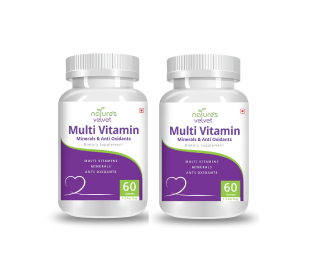 nature's
velvet
Multi Vitamin
Minerals & Anti Oxidants
Dietary Supplement
MULTI VITAMINS
MINERALS
ANTI OXIDANTS
60
nature's
velvet
Multi Vitamin
Minerals & Anti Oxidants
Dietary Supplement
MULTI VITAMINS
MINERALS
ANTI OXIDANTS
60